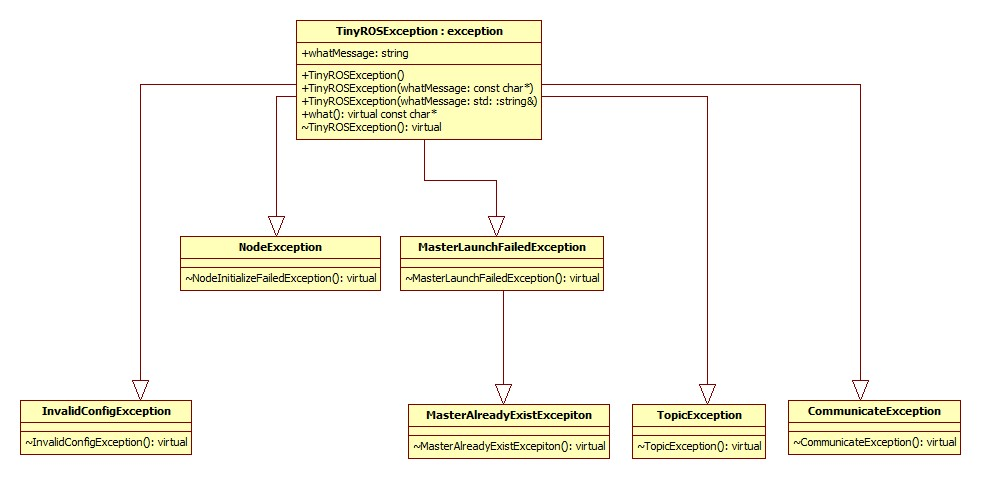 TinyROSException : exception
+whatMessage: string
+TinyROSException()
+TinyROSException(whatMessage: const char*)
+TinyROSException(whatMessage: std: :string&)
+what(): virtual const char*
~TinyROSException(): virtual
NodeException
~NodeInitializeFailedException(): virtual
MasterLaunchFailedException
~MasterLaunchFailedException(): virtual
InvalidConfigException
~InvalidConfigException(): virtual
MasterAlreadyExistExcepiton
~MasterAlreadyExistExcepiton(): virtual
TopicException
~TopicException(): virtual
CommunicateException
~CommunicateException(): virtual